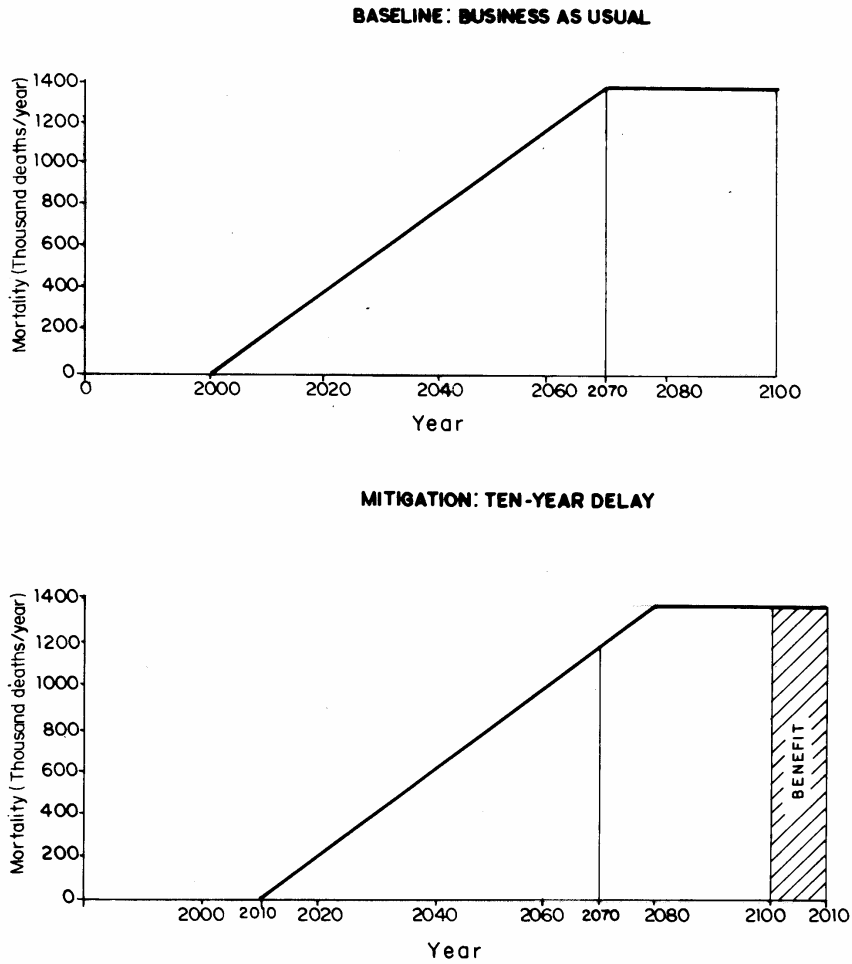 BASELINE: BUSINESS AS USUAL
Mortality (Thousand deaths/year)
1400
1200
1000
800
600
400
200
0
0 2000 2020 2040 2060 2070 2080 2100
Year
MITIGATION: TEN-YEAR DELAY
Mortality (Thousand deaths/year)
1400
1200
1000
800
600
400
200
0
BENEFIT
2000 2010 2020 2040 2060 2070 2080 2100 2010
Year